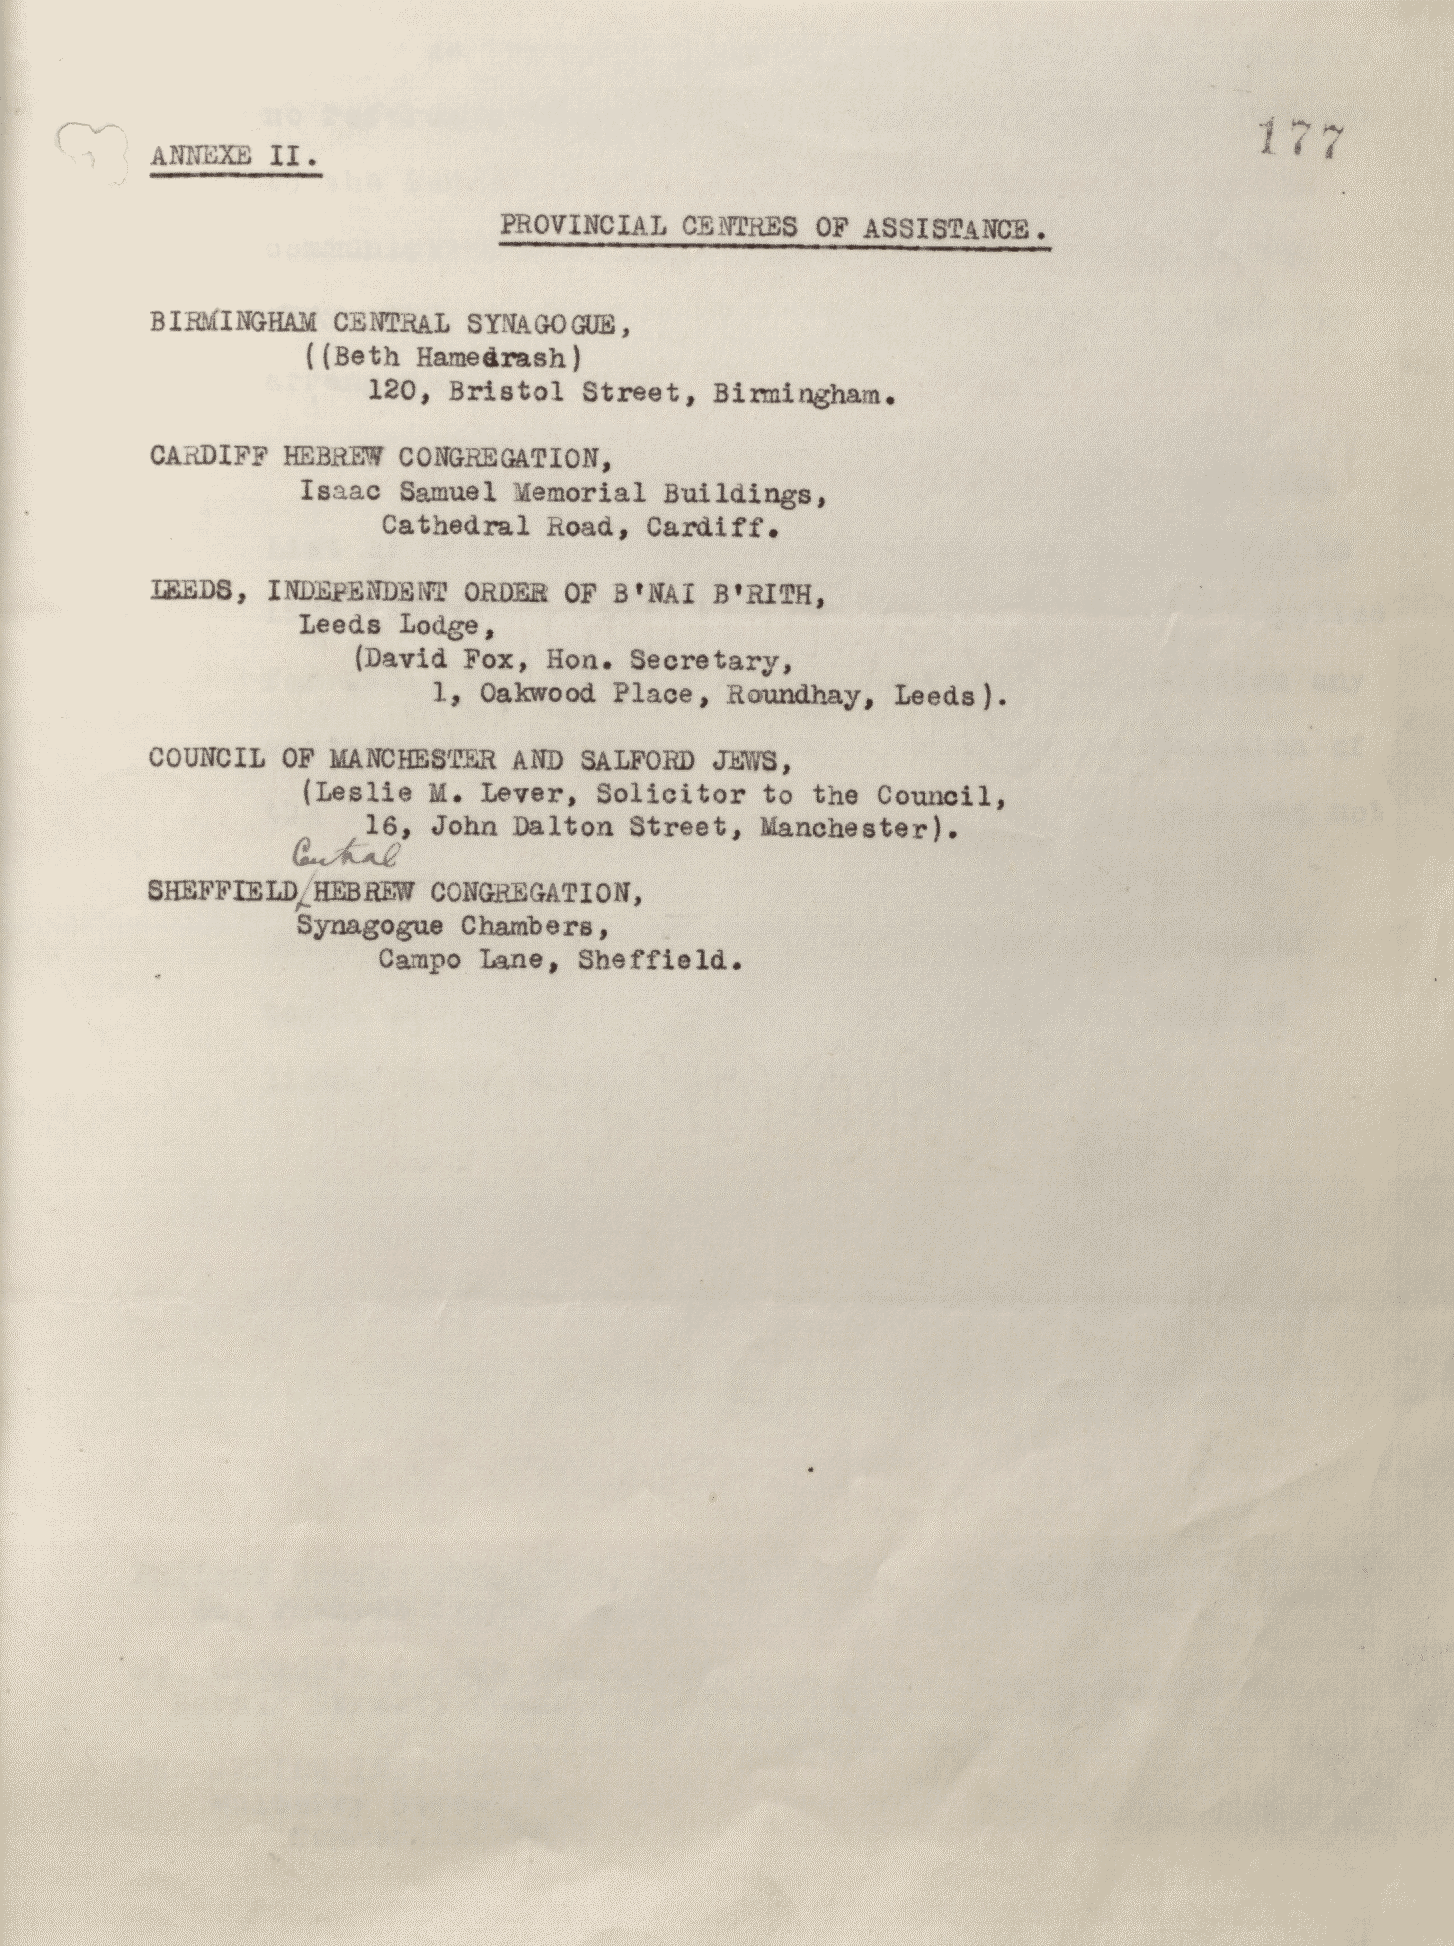 177
ANNEXE II.
PROVINCIAL CENTRES OF ASSISTANCE.
BIRMINGHAM CENTRAL SYNAGOGUE,
((Beth Hamedrash)
120, Bristol Street, Birmingham.
CARDIFF HEBREW CONGREGATION,
Isaac Samuel Memorial Buildings,
Cathedral Road, Cardiff.
LEEDS, INDEPENDENT ORDER OF B'NAI B'RITH,
Leeds Lodge,
(David Fox, Hon. Secretary,
1, Oakwood Place, Roundhay, Leeds).
COUNCIL OF MANCHESTER AND SALFORD JEWS,
(Leslie M. Lever, Solicitor to the Council,
16, John Dalton Street, Manchester).
Central
SHEFFIELD/HEBREW CONGREGATION,
Synagogue Chambers,
Campo Lane, Sheffield.